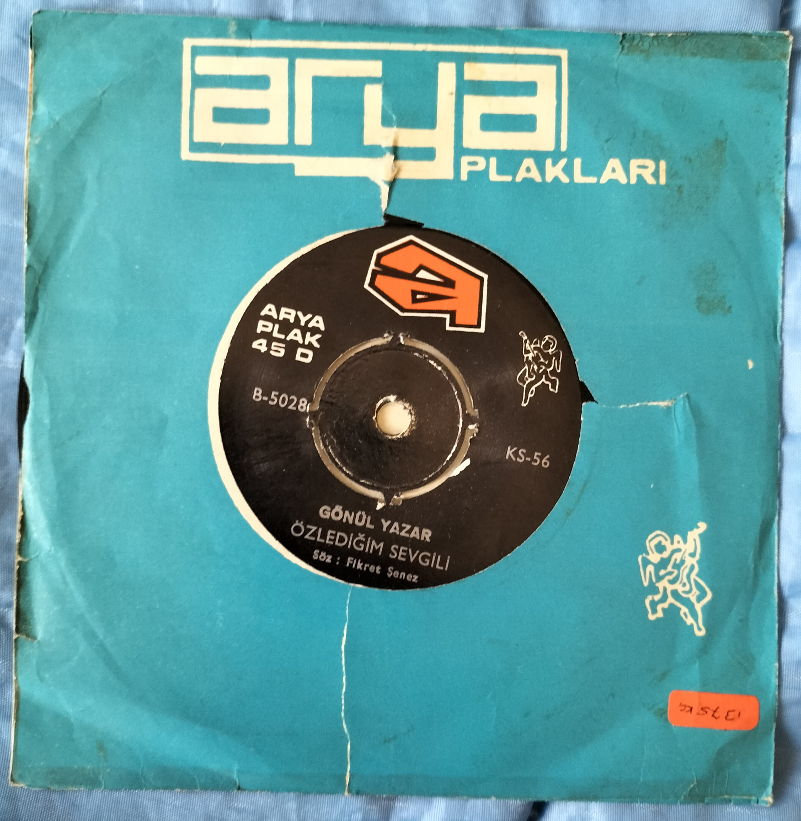 arya
PLAKLARI
ARYA
PLAK
45 D
B-5028
KS-56
GÖNÜL YAZAR
ÖZLEDİĞİM SEVGİLİ
Söz : Fikret Şenez